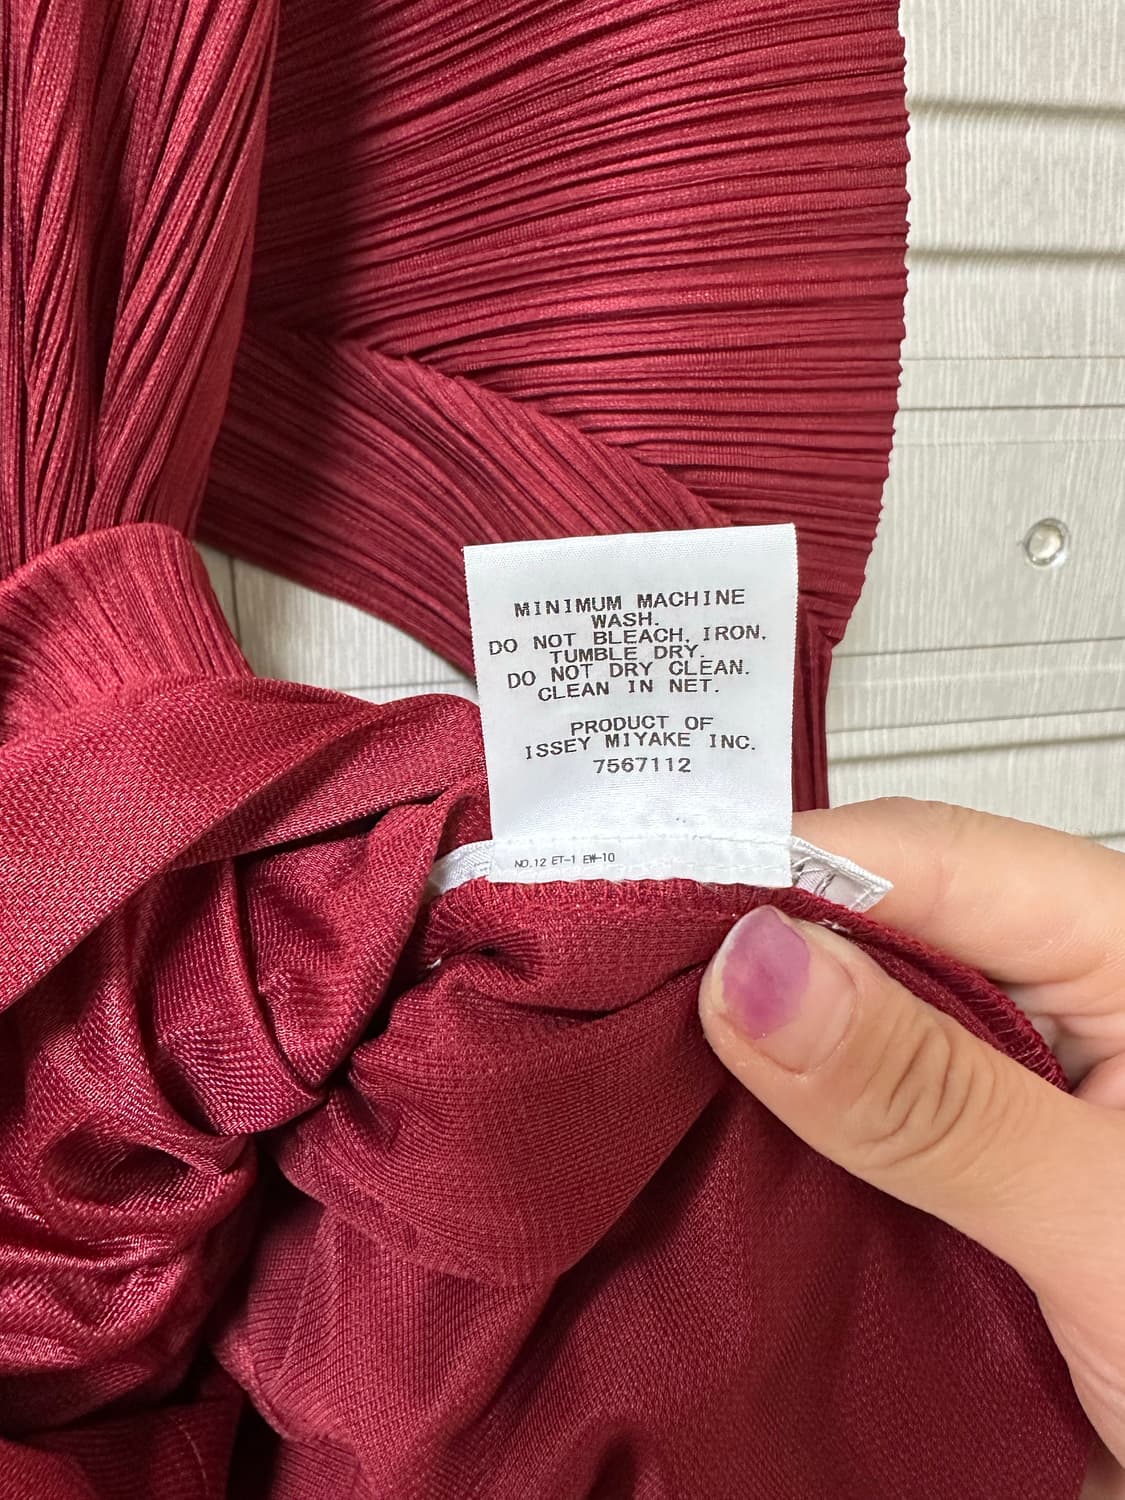 MINIMUM MACHINE
WASH.
DO NOT BLEACH, IRON.
TUMBLE DRY.
DO NOT DRY CLEAN.
CLEAN IN NET.
PRODUCT OF
ISSEY MIYAKE INC.
7567112
NO.12 ET-1 EW-10